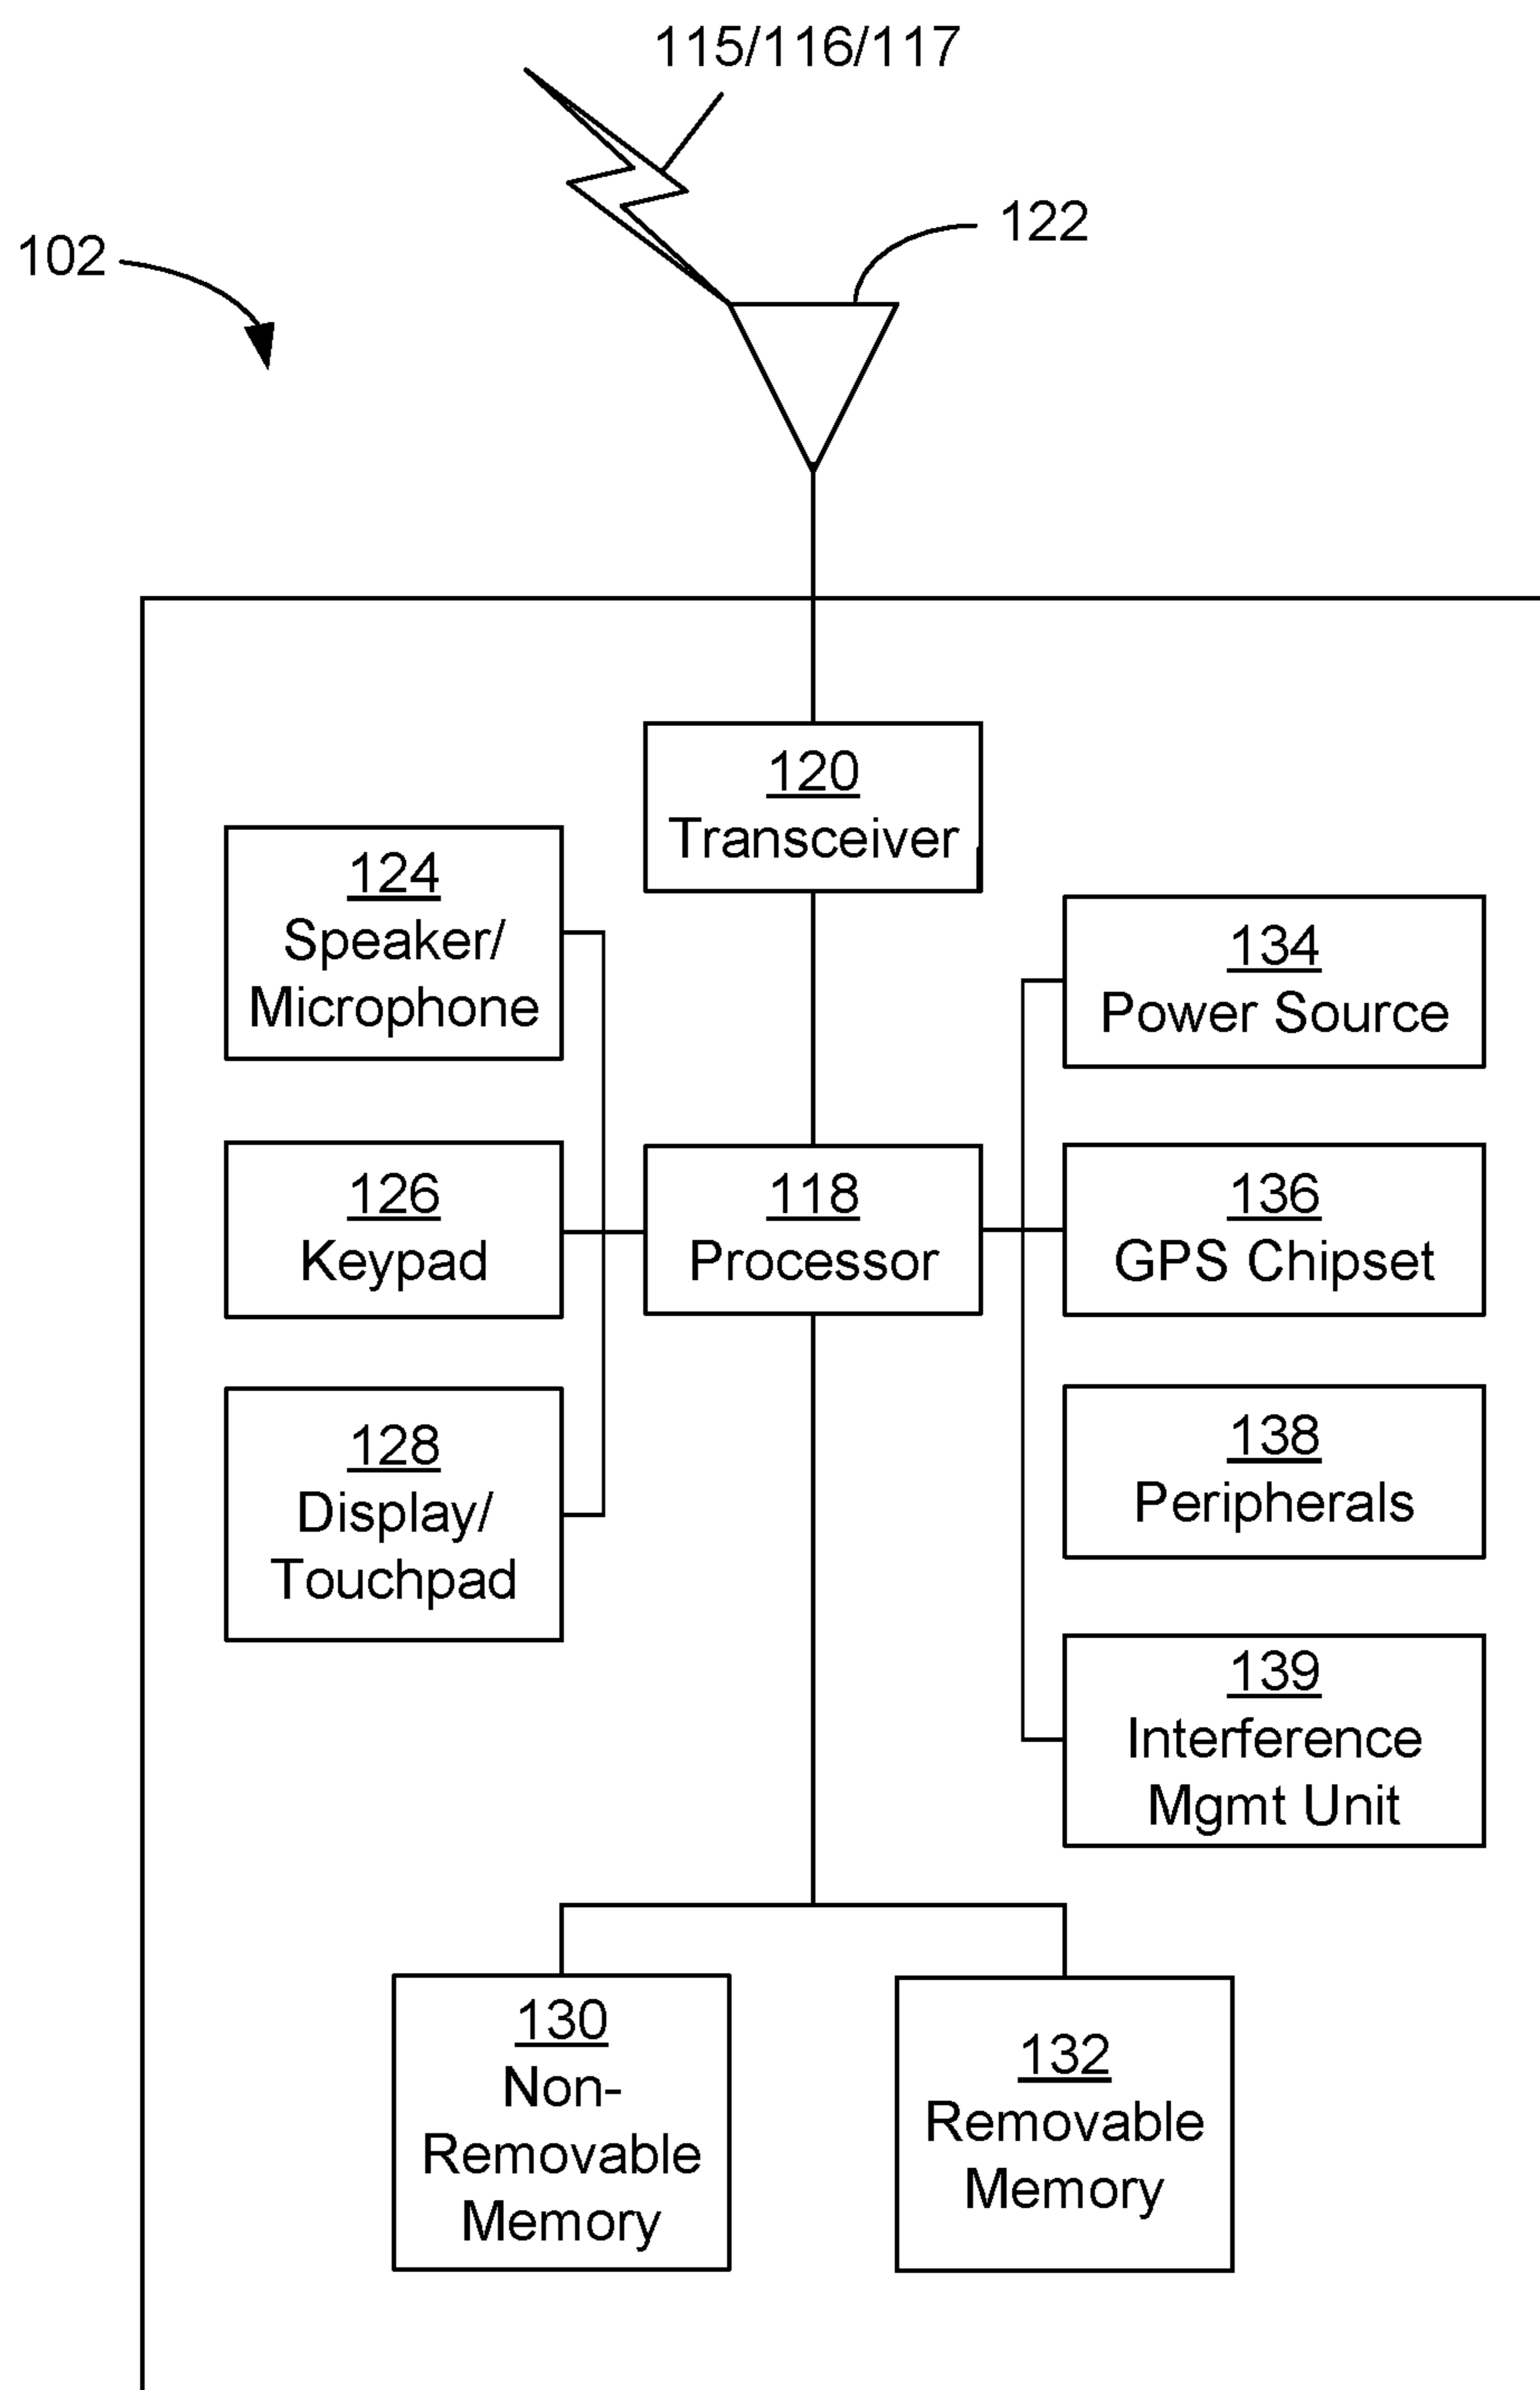 115/116/117
122
102
120
Transceiver
124
Speaker/
Microphone
134
Power Source
126
Keypad
118
Processor
136
GPS Chipset
128
Display/
Touchpad
138
Peripherals
139
Interference
Mgmt Unit
130
Non-
Removable
Memory
132
Removable
Memory